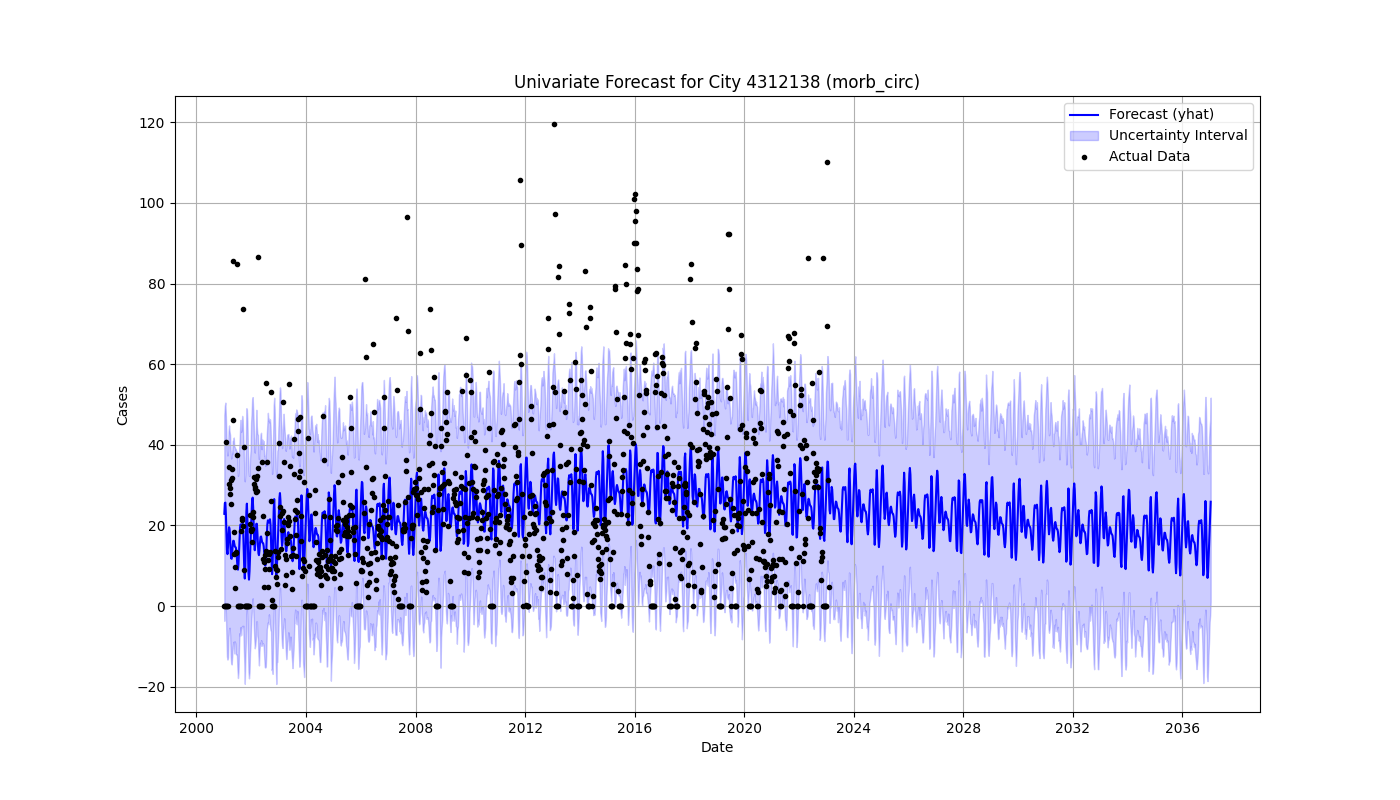 Univariate Forecast for City 4312138 (morb_circ)
Forecast (yhat)
Uncertainty Interval
Actual Data
120
100
80
60
40
20
0
−20
Cases
2000 2004 2008 2012 2016 2020 2024 2028 2032 2036
Date